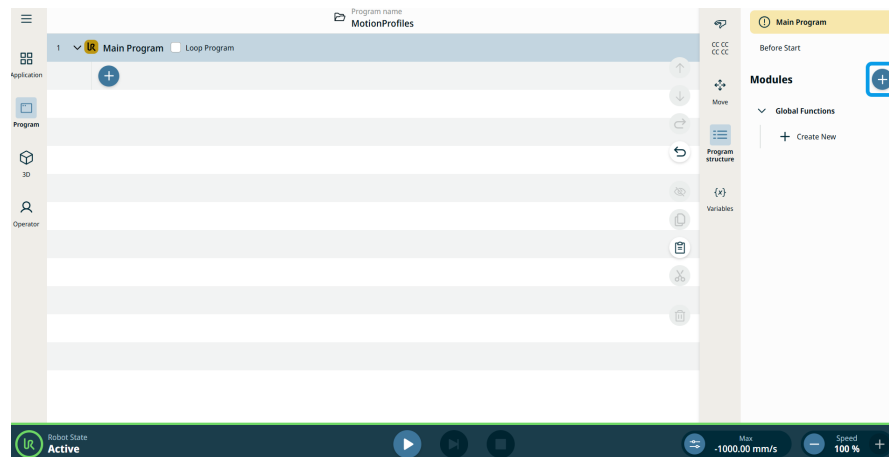 Program name
MotionProfiles
Application
Program
3D
Operator
1 Main Program Loop Program
CC CC
CC CC
Move
Program
structure
{x}
Variables
Main Program
Before Start
Modules
Global Functions
Create New
Robot State
Active
Max
-1000.00 mm/s
Speed
100 %